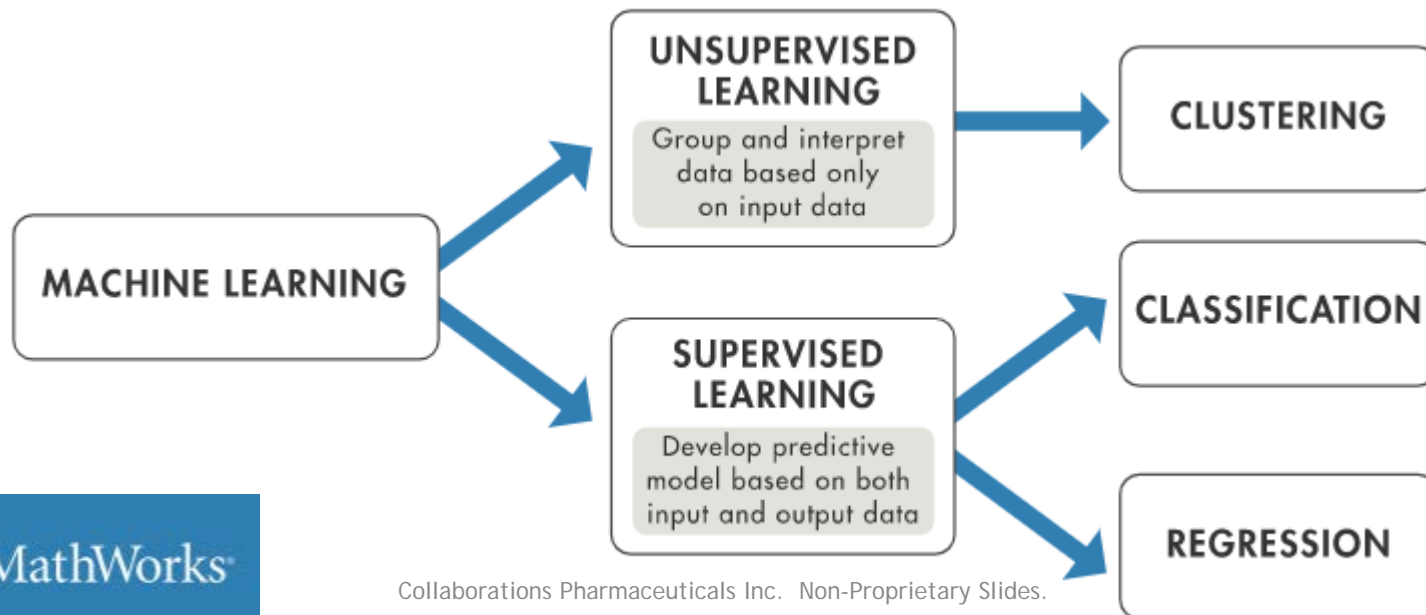 UNSUPERVISED
LEARNING
Group and interpret
data based only
on input data
CLUSTERING
MACHINE LEARNING
CLASSIFICATION
SUPERVISED
LEARNING
Develop predictive
model based on both
input and output data
REGRESSION
MathWorks®
Collaborations Pharmaceuticals Inc. Non-Proprietary Slides.